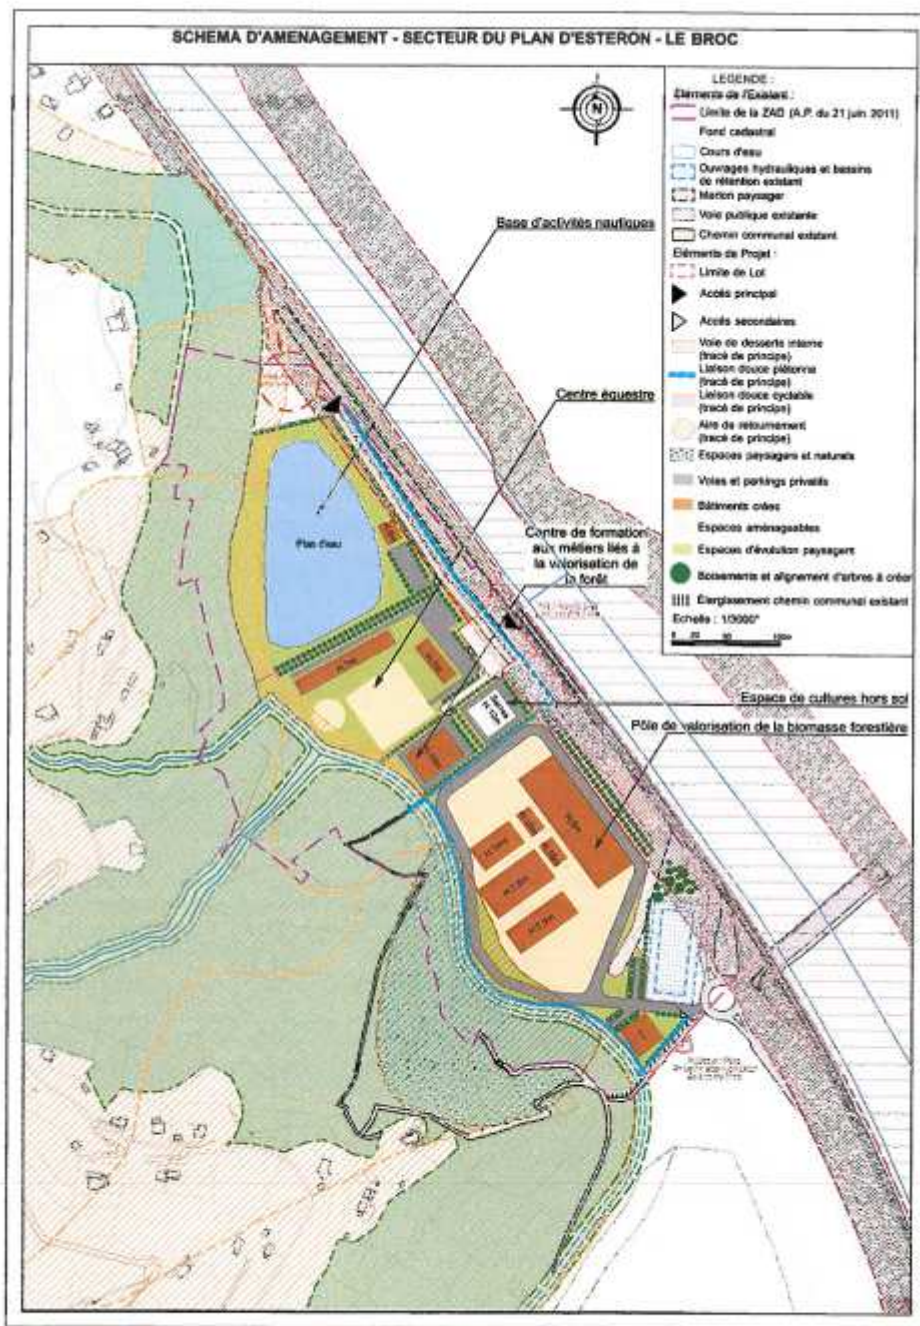 SCHEMA D'AMENAGEMENT - SECTEUR DU PLAN D'ESTERON - LE BROC
N
LEGENDE :
Eléments de l'Existant :
Limite de la ZAD (A.P. du 21 juin 2011)
Fond cadastral
Cours d'eau
Ouvrages hydrauliques et bassins
de rétention existant
Merlon paysager
Voie publique existante
Chemin communal existant
Eléments de Projet :
Limite de Lot
Accès principal
Accès secondaires
Voie de desserte interne
(tracé de principe)
Liaison douce piétonne
(tracé de principe)
Liaison douce cyclable
(tracé de principe)
Aire de retournement
(tracé de principe)
Espaces paysagers et naturels
Voies et parkings privatifs
Bâtiments créés
Espaces aménageables
Espaces d'évolution paysagers
Boisements et alignement d'arbres à créer
Élargissement chemin communal existant
Echelle : 1/3000°
0 20 50 100m
Base d'activités nautiques
Centre équestre
Plan d'eau
Centre de formation
aux métiers liés à
la valorisation de
la forêt
Espace de cultures hors sol
Pôle de valorisation de la biomasse forestière